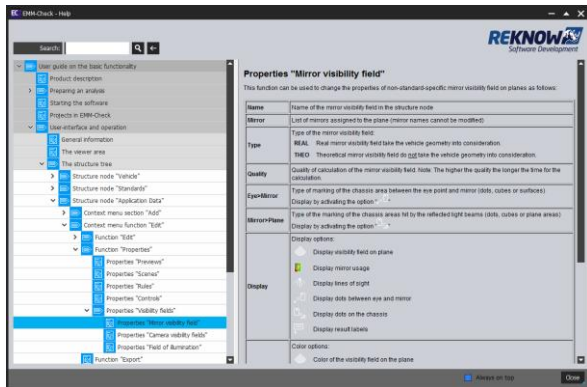 EC EMM-Check - Help
REKNOW
Software Development
Search:
User guide on the basic functionality
Product description
Preparing an analysis
Starting the software
Projects in EMM-Check
User-interface and operation
General information
The viewer area
The structure tree
Structure node "Vehicle"
Structure node "Standards"
Structure node "Application Data"
Context menu section "Add"
Context menu function "Edit"
Function "Edit"
Function "Properties"
Properties "Previews"
Properties "Scenes"
Properties "Rules"
Properties "Controls"
Properties "Visibility fields"
Properties "Mirror visibility field"
Properties "Camera visibility fields"
Properties "Field of illumination"
Function "Export"
Properties "Mirror visibility field"
This function can be used to change the properties of non-standard-specific mirror visibility field on planes as follows:
Name Name of the mirror visibility field in the structure node
Mirror List of mirrors assigned to the plane (mirror names cannot be modified)
Type Type of the mirror visibility field:
REAL Real mirror visibility field take the vehicle geometry into consideration.
THEO Theoretical mirror visibility field do not take the vehicle geometry into consideration.
Quality Quality of calculation of the mirror visibility field. Note: The higher the quality the longer the time for the
calculation.
Eye>Mirror Type of marking of the chassis area between the eye point and mirror (dots, cubes or surfaces)
Display by activating the option " "
Mirror>Plane Type of the marking of the chassis areas hit by the reflected light beams (dots, cubes or plane areas)
Display by activating the option " "
Display Display options:
Display visibility field on plane
Display mirror usage
Display lines of sight
Display dots between eye and mirror
Display dots on the chassis
Display result labels
Color options:
Color of the visibility field on the plane
Always on top
Close